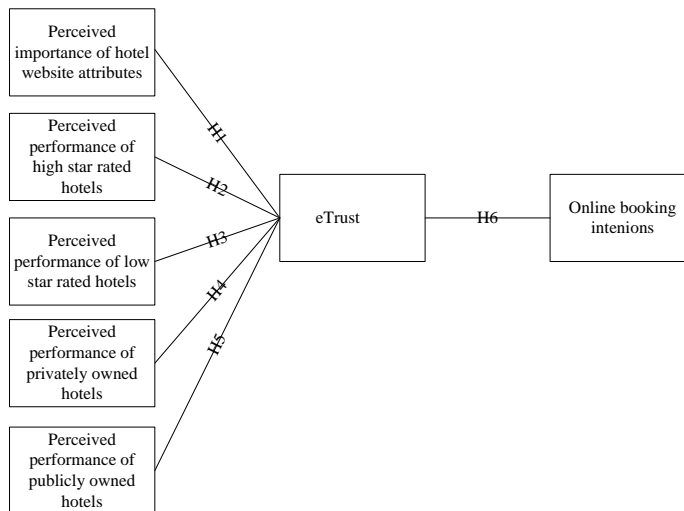 Perceived
importance of hotel
website attributes
H1
Perceived
performance of
high star rated
hotels
H2
Perceived
performance of low
star rated hotels
H3
Perceived
performance of
privately owned
hotels
H4
Perceived
performance of
publicly owned
hotels
H5
eTrust
H6
Online booking
intenions